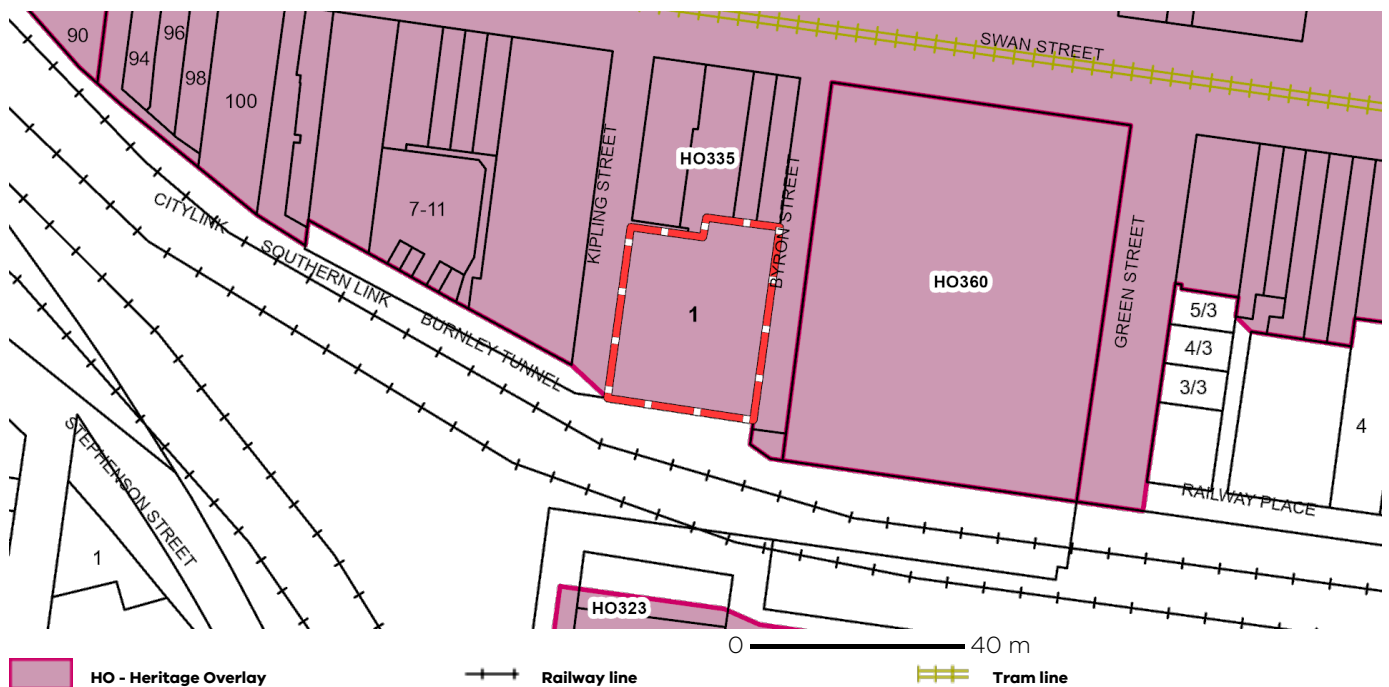 SWAN STREET
90
96
94
98
100
KIPLING STREET
HO335
BYRON STREET
7-11
CITYLINK
SOUTHERN LINK
BURNLEY TUNNEL
1
HO360
GREEN STREET
5/3
4/3
3/3
4
RAILWAY PLACE
STEPHENSON STREET
1
HO323
0 40 m
HO - Heritage Overlay
Railway line
Tram line